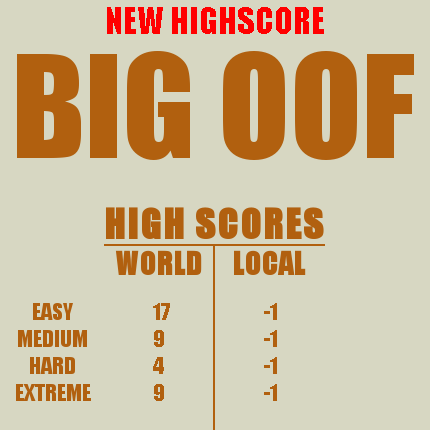 NEW HIGHSCORE
BIG OOF
HIGH SCORES
WORLD LOCAL
EASY 17 -1
MEDIUM 9 -1
HARD 4 -1
EXTREME 9 -1